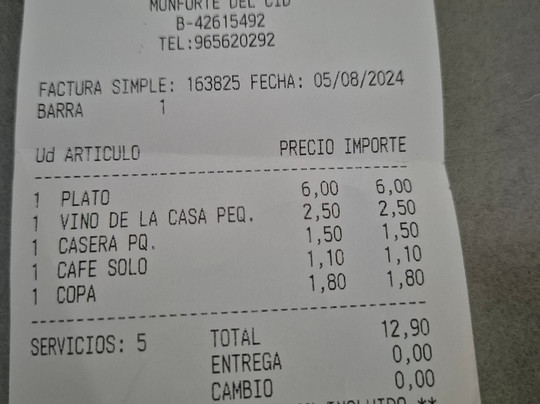 MONFORTE DEL CID
B-42615492
TEL:965620292
FACTURA SIMPLE: 163825 FECHA: 05/08/2024
BARRA 1
Ud ARTICULO PRECIO IMPORTE
1 PLATO 6,00 6,00
1 VINO DE LA CASA PEQ. 2,50 2,50
1 CASERA PQ. 1,50 1,50
1 CAFE SOLO 1,10 1,10
1 COPA 1,80 1,80
SERVICIOS: 5 TOTAL 12,90
ENTREGA 0,00
CAMBIO 0,00
INCLUIDO **